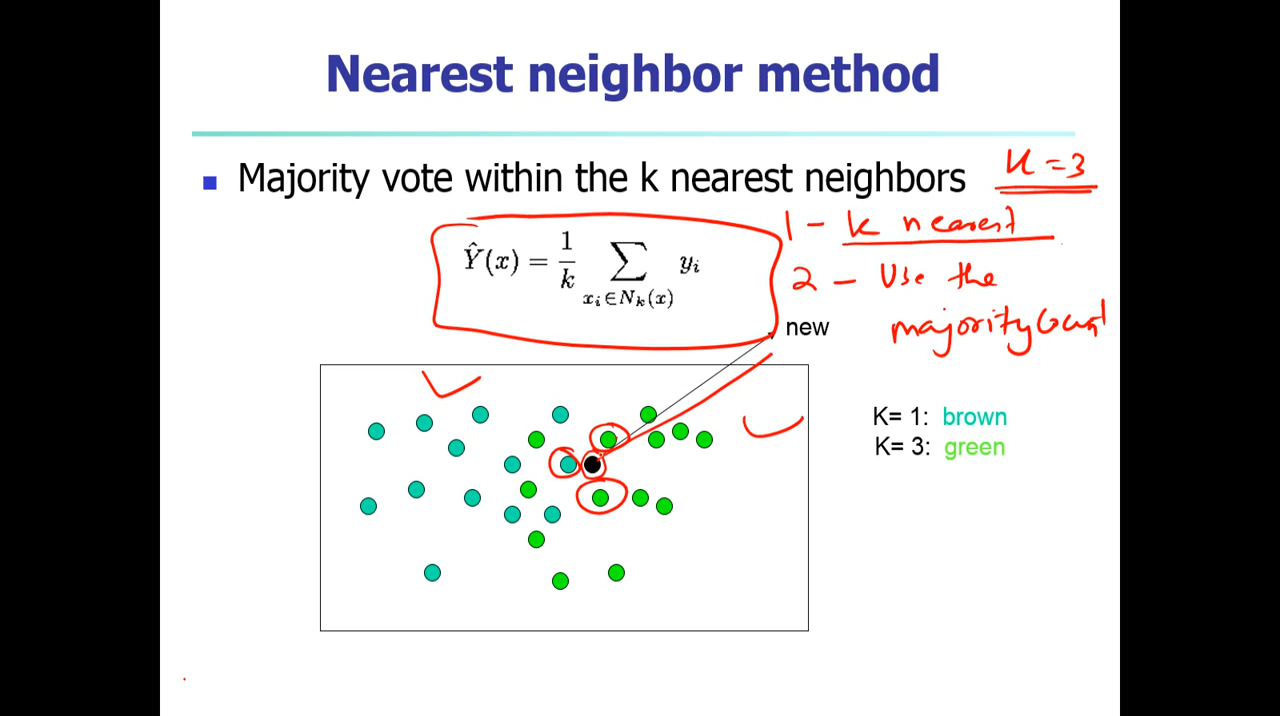 Nearest neighbor method
Majority vote within the k nearest neighbors
K=3
Ŷ(x) = 1/k ∑ xᵢ∈Nₖ(x) yᵢ
1 - k nearest
2 - Use the
majority
new
K= 1: brown
K= 3: green